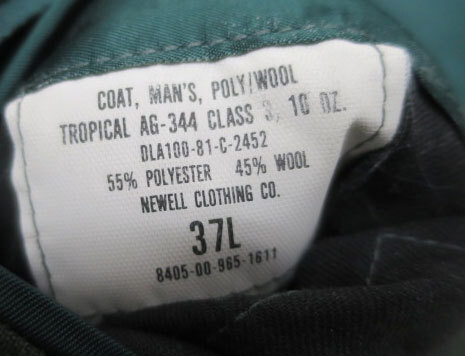 COAT, MAN'S, POLY/WOOL
TROPICAL AG-344 CLASS 3, 10 OZ.
DLA100-81-C-2452
55% POLYESTER 45% WOOL
NEWELL CLOTHING CO.
37L
8405-00-965-1611